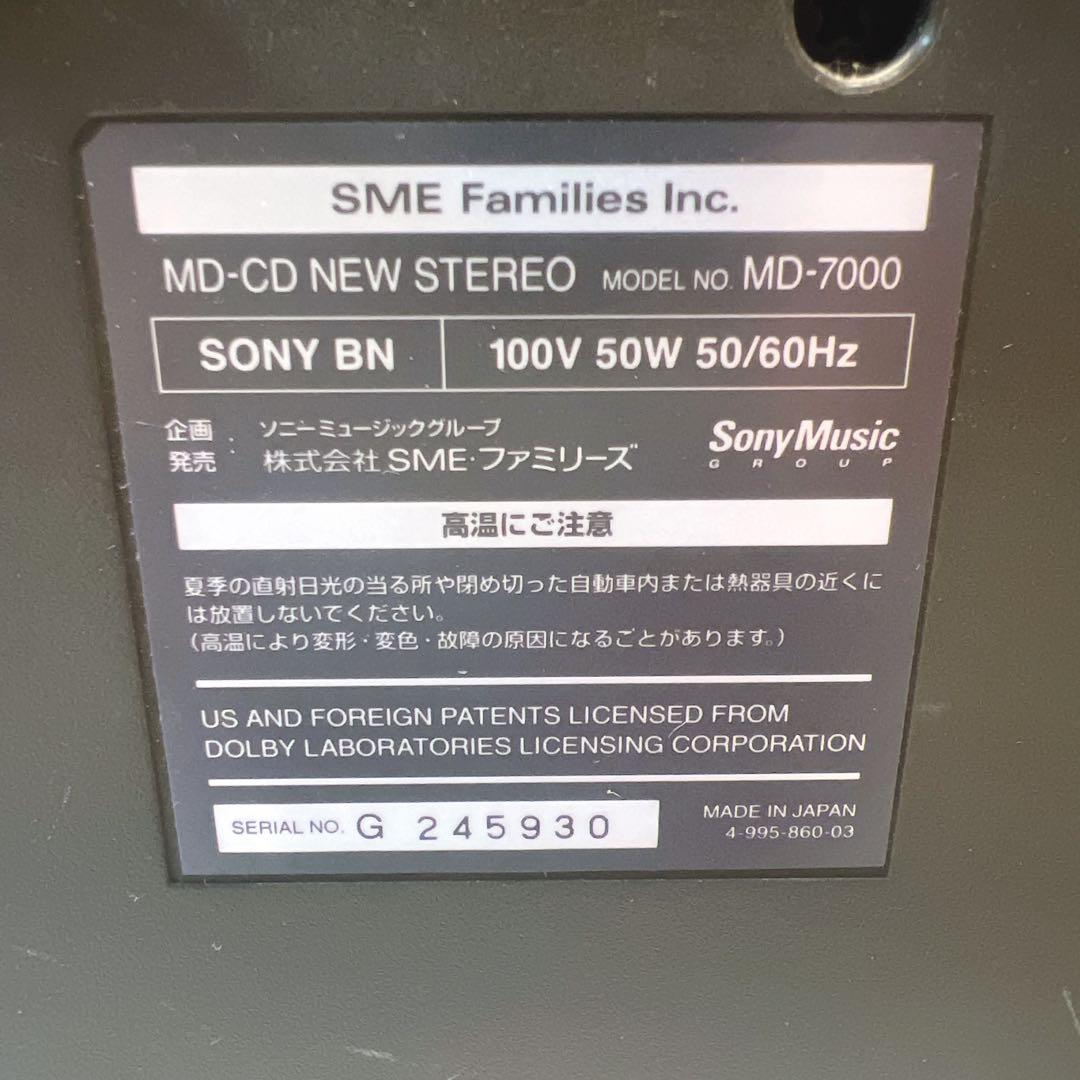 SME Families Inc.
MD-CD NEW STEREO MODEL NO. MD-7000
SONY BN 100V 50W 50/60Hz
企画 ソニーミュージックグループ
発売 株式会社 SME・ファミリーズ
Sony Music
GROUP
高温にご注意
夏季の直射日光の当る所や閉め切った自動車内または熱器具の近くに
は放置しないでください。
(高温により変形・変色・故障の原因になるごとがあります。)
US AND FOREIGN PATENTS LICENSED FROM
DOLBY LABORATORIES LICENSING CORPORATION
SERIAL NO. G 245930
MADE IN JAPAN
4-995-860-03